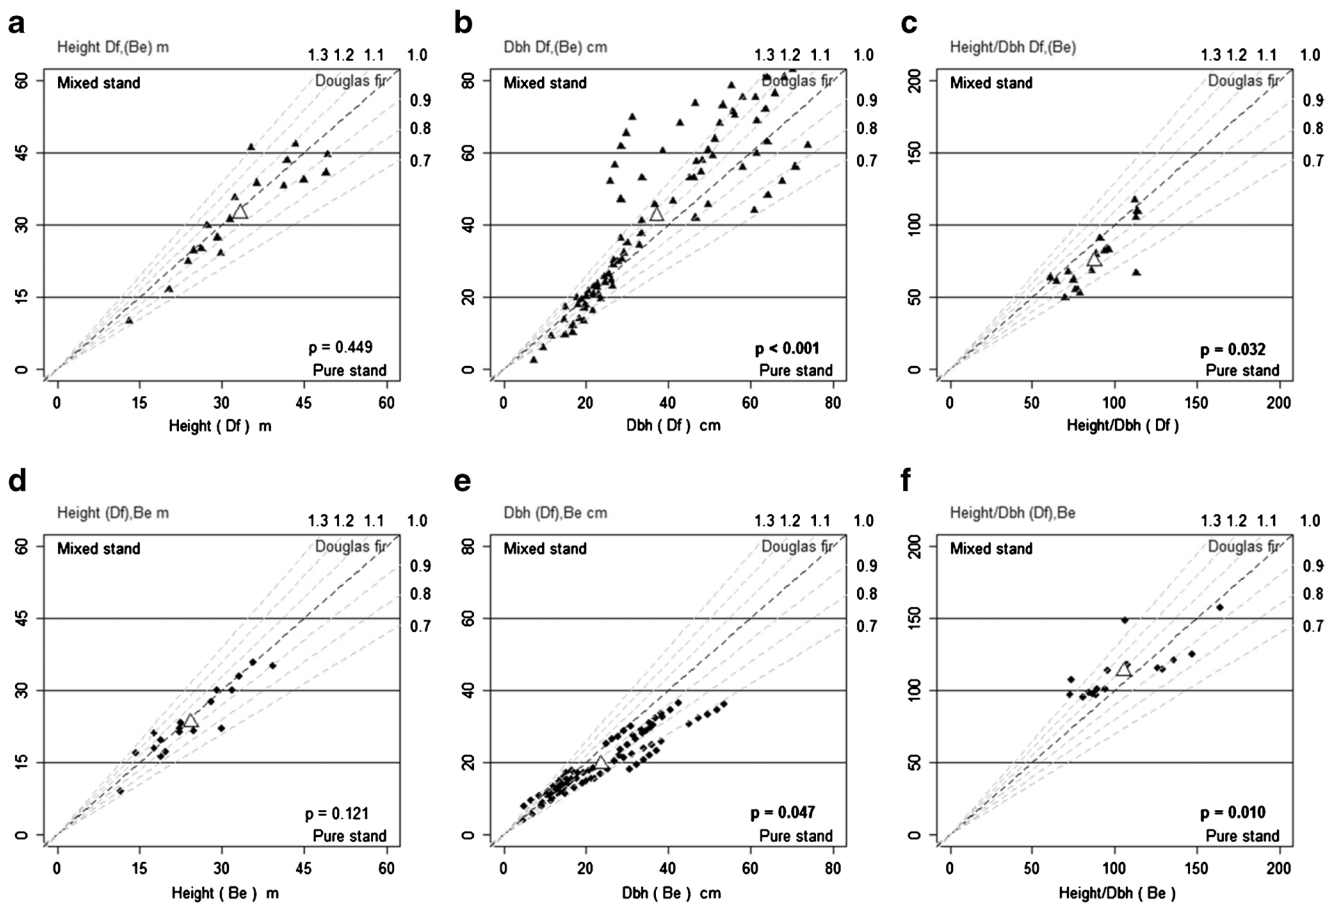 a
Height Df,(Be) m
1.3 1.2 1.1 1.0
Mixed stand
Douglas fir
0.9
0.8
0.7
60
45
30
15
0
p = 0.449
Pure stand
0 15 30 45 60
Height ( Df ) m
b
Dbh Df,(Be) cm
1.3 1.2 1.1 1.0
Mixed stand
Douglas fir
0.9
0.8
0.7
80
60
40
20
0
p < 0.001
Pure stand
0 20 40 60 80
Dbh ( Df ) cm
c
Height/Dbh Df,(Be)
1.3 1.2 1.1 1.0
Mixed stand
Douglas fir
0.9
0.8
0.7
200
150
100
50
0
p = 0.032
Pure stand
0 50 100 150 200
Height/Dbh ( Df )
d
Height (Df),Be m
1.3 1.2 1.1 1.0
Mixed stand
Douglas fir
0.9
0.8
0.7
60
45
30
15
0
p = 0.121
Pure stand
0 15 30 45 60
Height ( Be ) m
e
Dbh (Df),Be cm
1.3 1.2 1.1 1.0
Mixed stand
Douglas fir
0.9
0.8
0.7
80
60
40
20
0
p = 0.047
Pure stand
0 20 40 60 80
Dbh ( Be ) cm
f
Height/Dbh (Df),Be
1.3 1.2 1.1 1.0
Mixed stand
Douglas fir
0.9
0.8
0.7
200
150
100
50
0
p = 0.010
Pure stand
0 50 100 150 200
Height/Dbh ( Be )